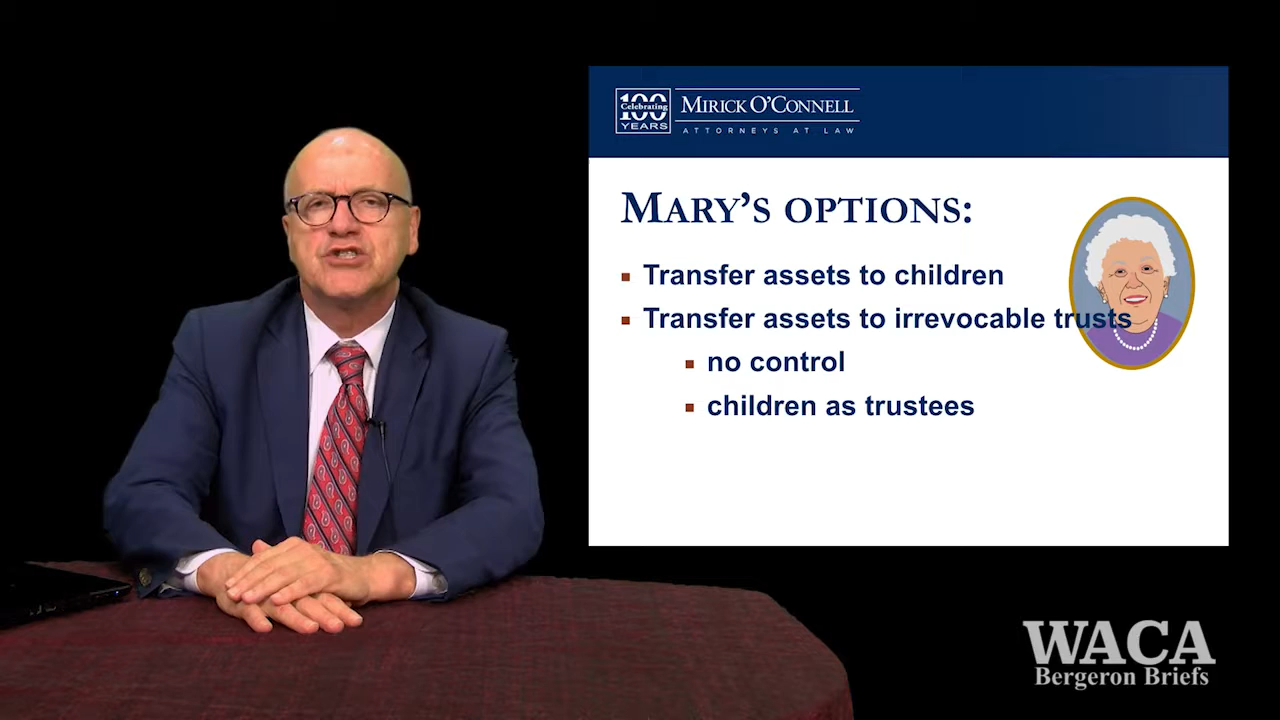 Celebrating
100
YEARS
MIRICK O'CONNELL
ATTORNEYS AT LAW
MARY'S OPTIONS:
Transfer assets to children
Transfer assets to irrevocable trusts
no control
children as trustees
WACA
Bergeron Briefs